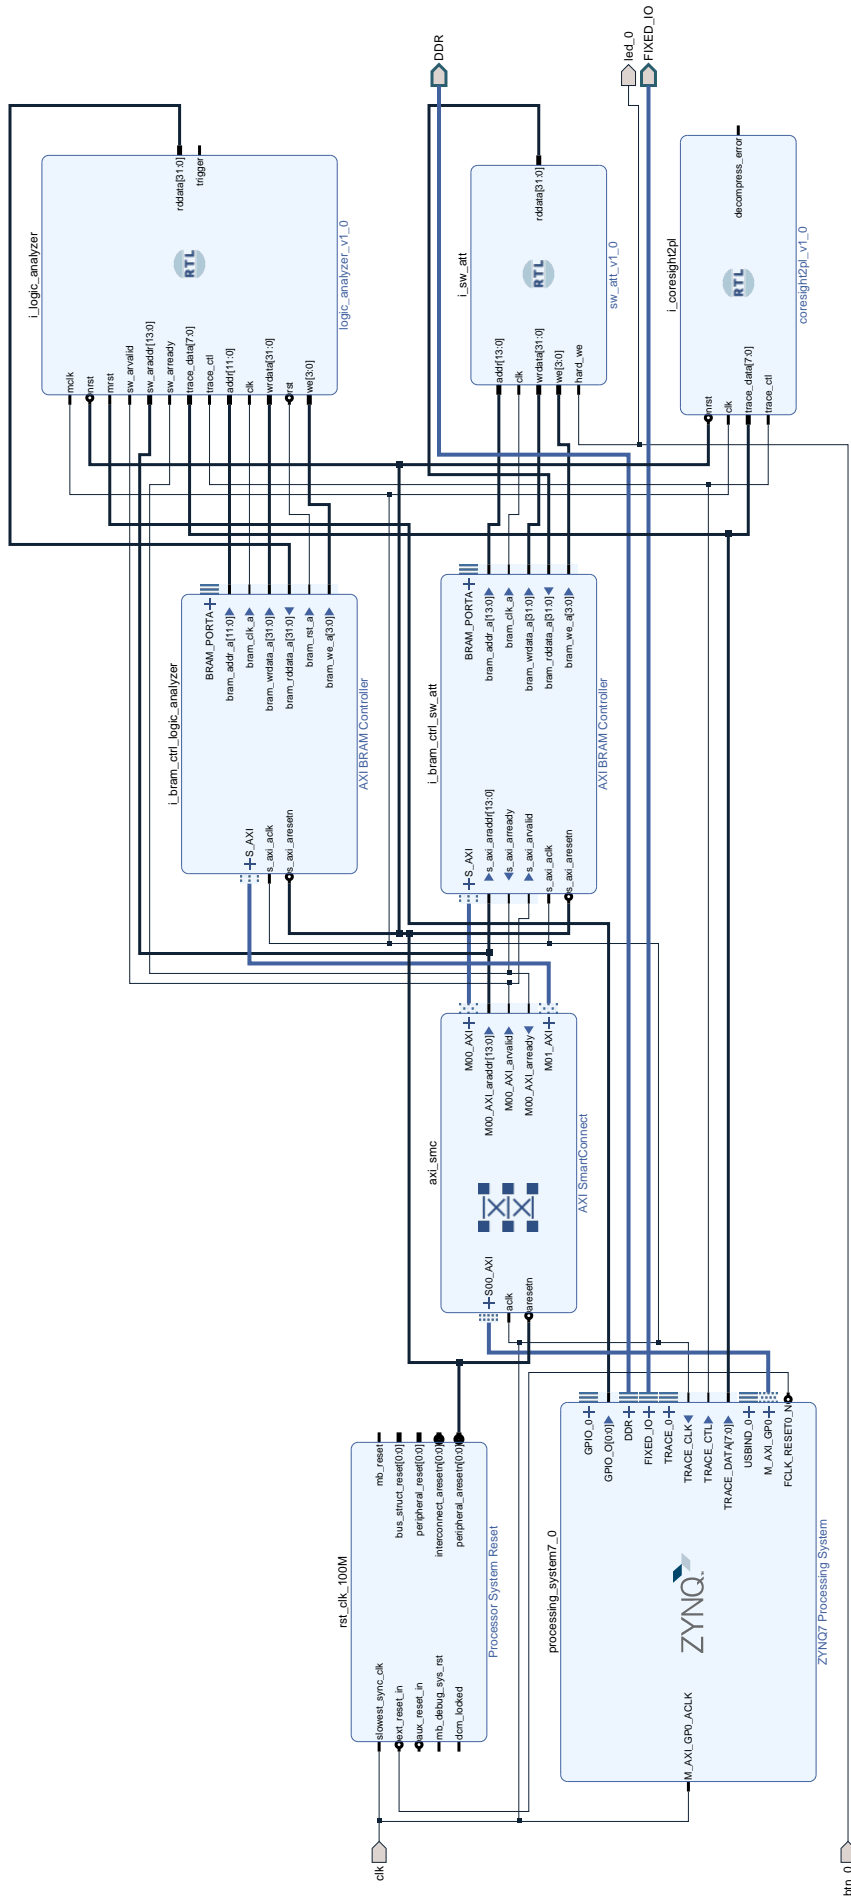 DDR
led_0
FIXED_IO
i_logic_analyzer
rddata[31:0]
trigger
RTL
mclk
nrst
mrst
sw_arvalid
sw_araddr[13:0]
sw_arready
trace_data[7:0]
trace_ctl
addr[11:0]
clk
wrdata[31:0]
rst
we[3:0]
logic_analyzer_v1_0
i_sw_att
rddata[31:0]
RTL
addr[13:0]
clk
wrdata[31:0]
we[3:0]
hard_we
sw_att_v1_0
i_coresight2pl
decompress_error
RTL
nrst
clk
trace_data[7:0]
trace_ctl
coresight2pl_v1_0
i_bram_ctrl_logic_analyzer
BRAM_PORTA
bram_addr_a[11:0]
bram_clk_a
bram_wrdata_a[31:0]
bram_rddata_a[31:0]
bram_rst_a
bram_we_a[3:0]
S_AXI
s_axi_aclk
s_axi_aresetn
AXI BRAM Controller
i_bram_ctrl_sw_att
BRAM_PORTA
bram_addr_a[13:0]
bram_clk_a
bram_wrdata_a[31:0]
bram_rddata_a[31:0]
bram_we_a[3:0]
S_AXI
s_axi_araddr[13:0]
s_axi_arready
s_axi_arvalid
s_axi_aclk
s_axi_aresetn
AXI BRAM Controller
axi_smc
M00_AXI
M00_AXI_araddr[13:0]
M00_AXI_arvalid
M00_AXI_arready
M01_AXI
S00_AXI
aclk
aresetn
AXI SmartConnect
rst_clk_100M
mb_reset
bus_struct_reset[0:0]
peripheral_reset[0:0]
interconnect_aresetn[0:0]
peripheral_aresetn[0:0]
slowest_sync_clk
ext_reset_in
aux_reset_in
mb_debug_sys_rst
dcm_locked
Processor System Reset
processing_system7_0
GPIO_0
GPIO_O[0:0]
DDR
FIXED_IO
TRACE_0
TRACE_CLK
TRACE_CTL
TRACE_DATA[7:0]
USBIND_0
M_AXI_GP0
FCLK_RESET0_N
ZYNQ
M_AXI_GP0_ACLK
ZYNQ7 Processing System
clk
btn_0